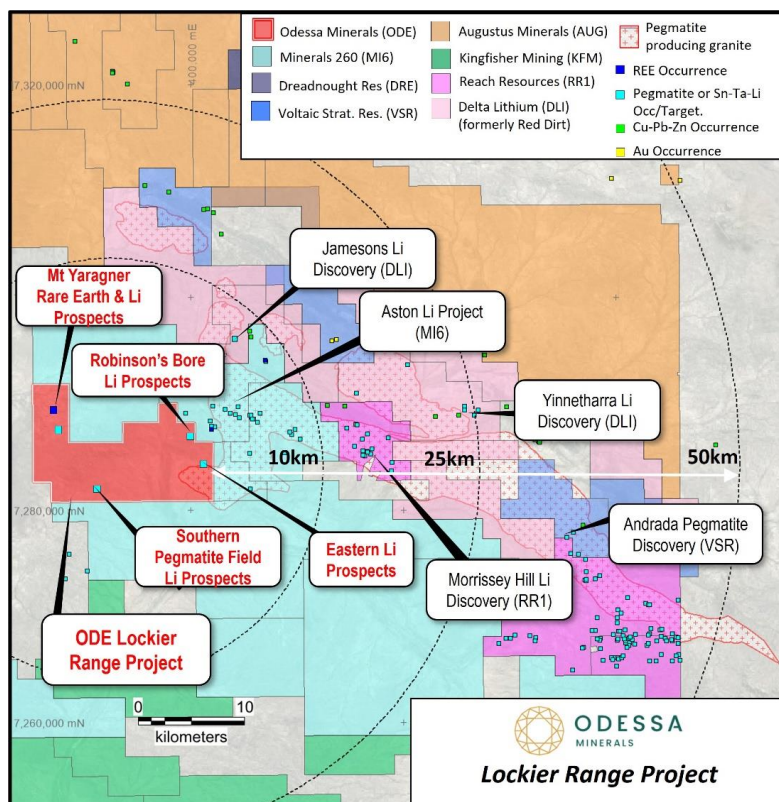 Odessa Minerals (ODE)
Minerals 260 (MI6)
Dreadnought Res (DRE)
Voltaic Strat. Res. (VSR)
Augustus Minerals (AUG)
Kingfisher Mining (KFM)
Reach Resources (RR1)
Delta Lithium (DLI)
(formerly Red Dirt)
Pegmatite
producing granite
REE Occurrence
Pegmatite or Sn-Ta-Li
Occ/Target.
Cu-Pb-Zn Occurrence
Au Occurrence
400,000 mE
7,320,000 mN
Jamesons Li
Discovery (DLI)
Mt Yaragner
Rare Earth & Li
Prospects
Aston Li Project
(MI6)
Robinson's Bore
Li Prospects
Yinnetharra Li
Discovery (DLI)
10km
25km
50km
7,280,000 mN
Southern
Pegmatite Field
Li Prospects
Eastern Li
Prospects
Andrada Pegmatite
Discovery (VSR)
Morrissey Hill Li
Discovery (RR1)
ODE Lockier
Range Project
0 10
kilometers
7,260,000 mN
ODESSA
MINERALS
Lockier Range Project